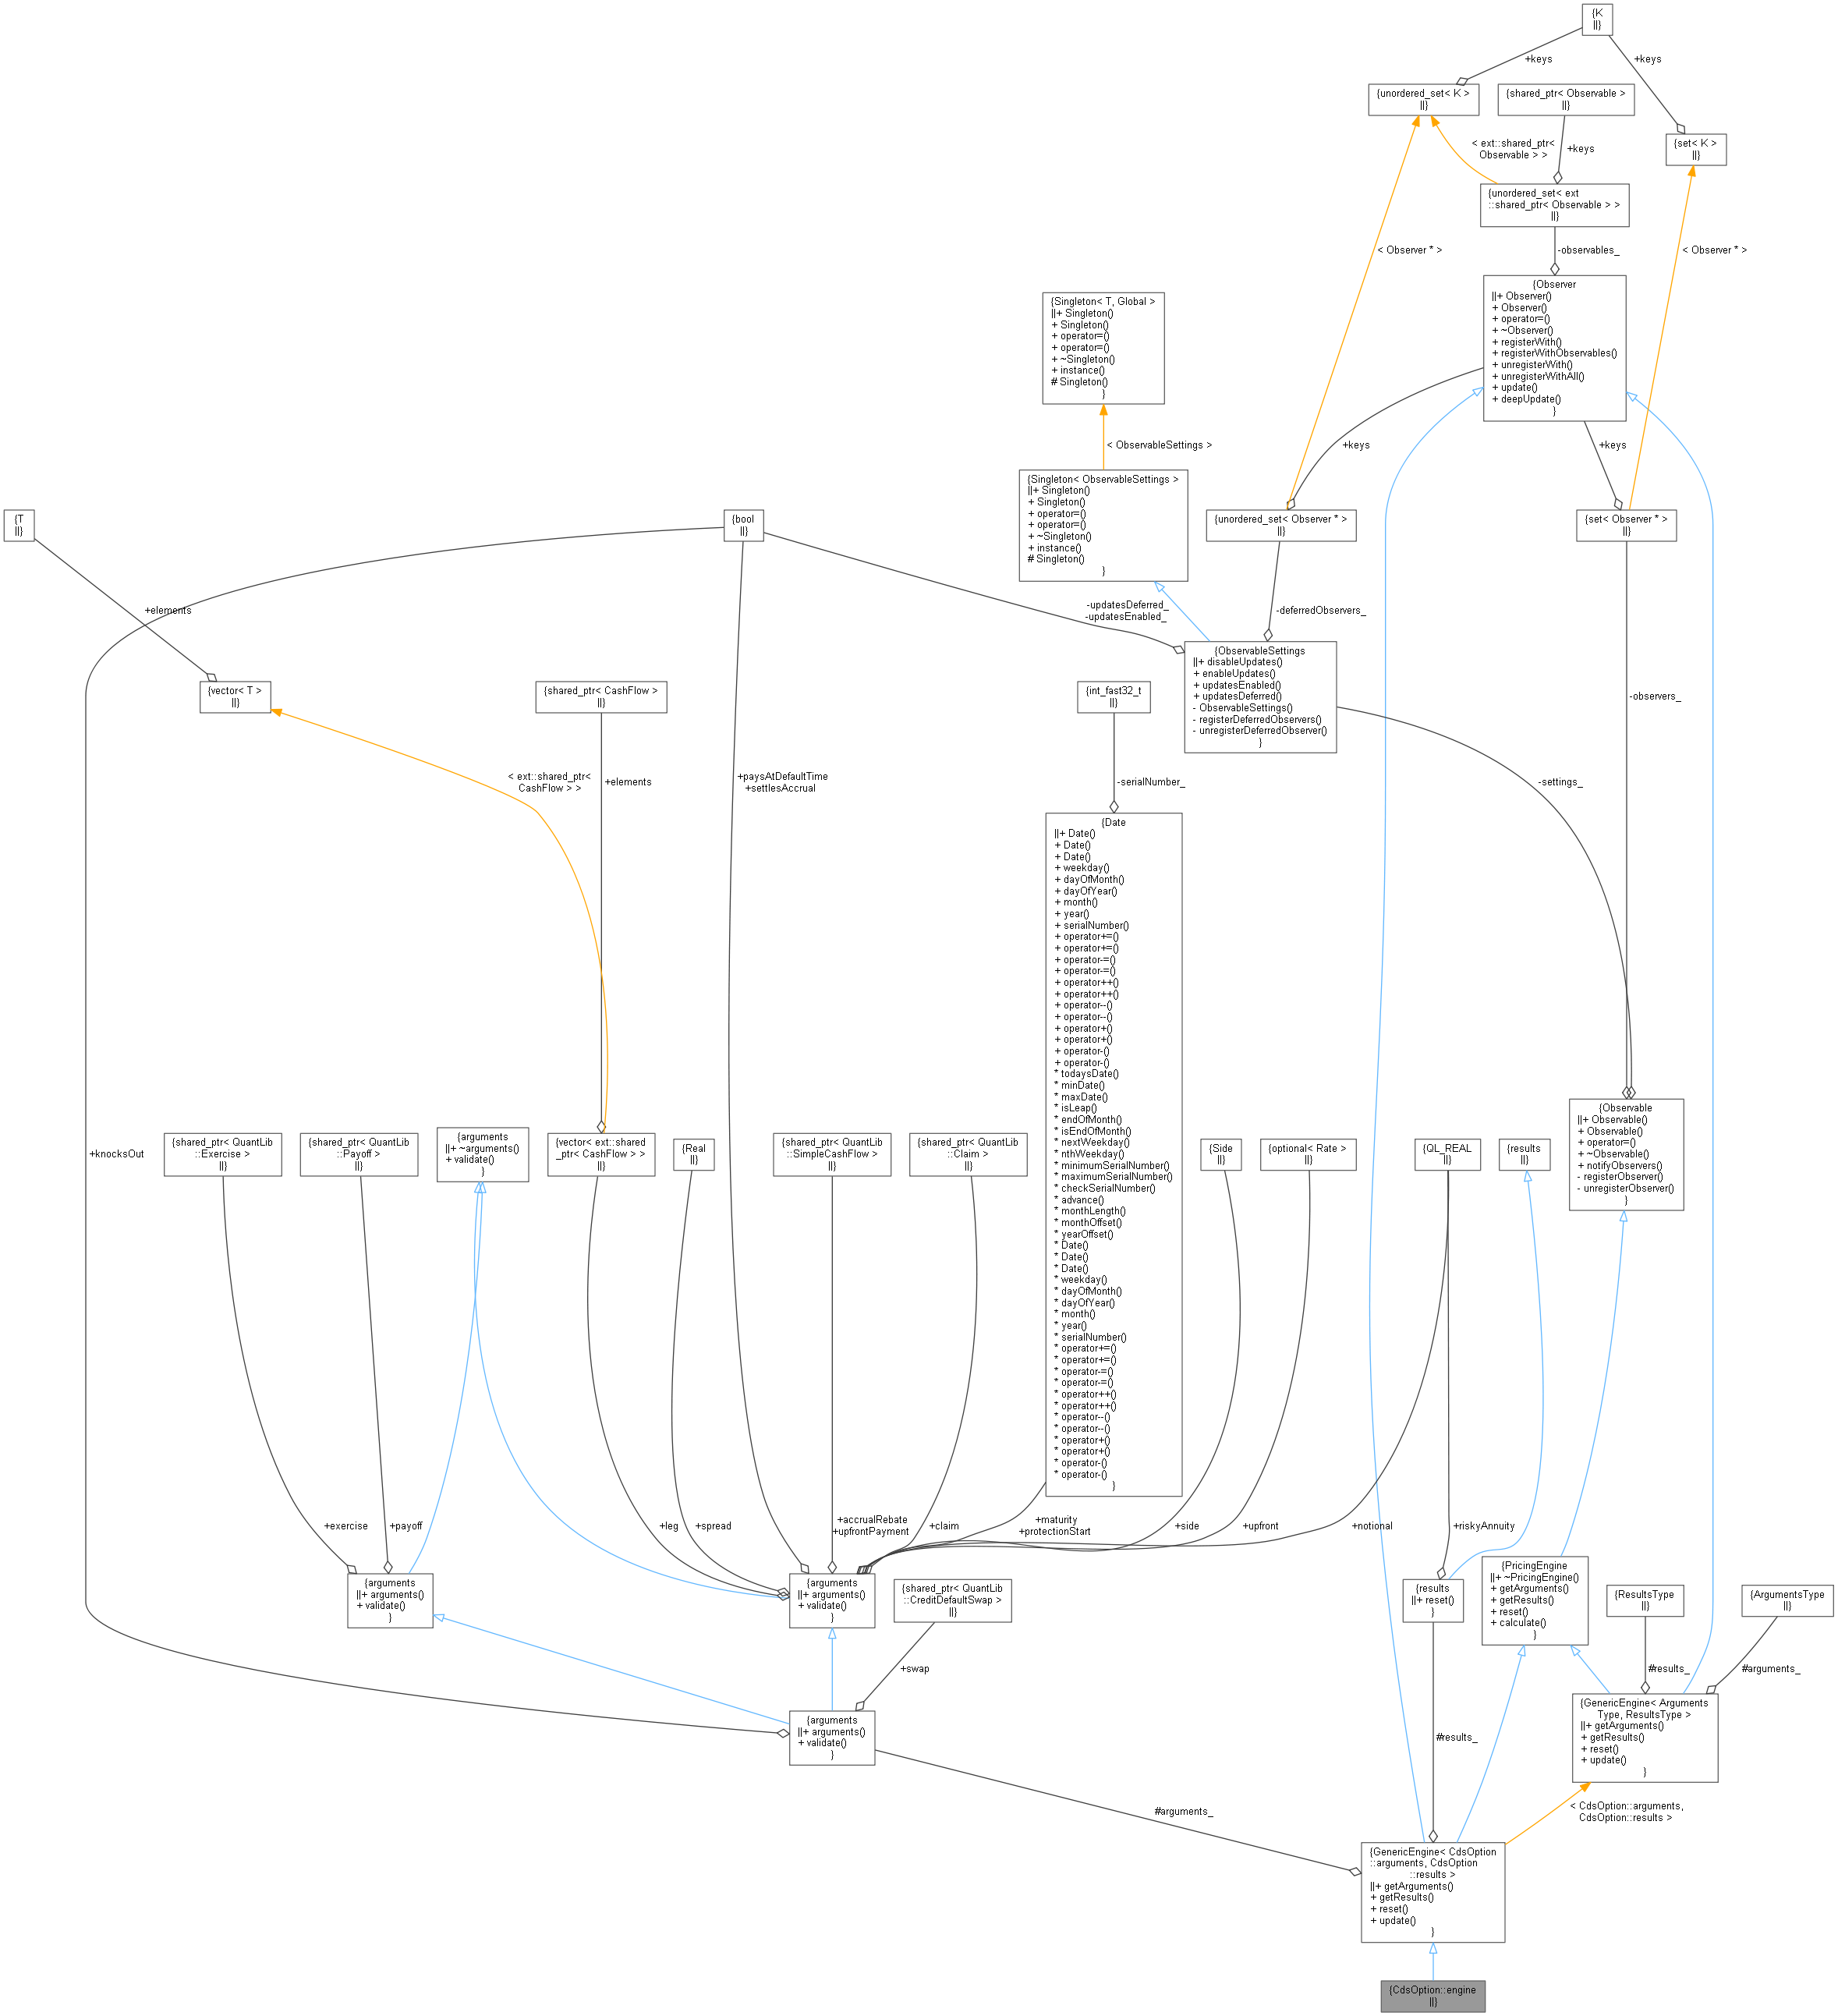 {K
||}
+keys
+keys
{unordered_set< K >
||}
{shared_ptr< Observable >
||}
{set< K >
||}
< ext::shared_ptr<
Observable > >
+keys
{unordered_set< ext
::shared_ptr< Observable > >
||}
< Observer * >
-observables_
< Observer * >
{Observer
||+ Observer()
+ Observer()
+ operator=()
+ ~Observer()
+ registerWith()
+ registerWithObservables()
+ unregisterWith()
+ unregisterWithAll()
+ update()
+ deepUpdate()
}
{Singleton< T, Global >
||+ Singleton()
+ Singleton()
+ operator=()
+ operator=()
+ ~Singleton()
+ instance()
# Singleton()
}
< ObservableSettings >
+keys
+keys
{Singleton< ObservableSettings >
||+ Singleton()
+ Singleton()
+ operator=()
+ operator=()
+ ~Singleton()
+ instance()
# Singleton()
}
{T
||}
{bool
||}
{unordered_set< Observer * >
||}
{set< Observer * >
||}
+elements
-updatesDeferred_
-updatesEnabled_
-deferredObservers_
{ObservableSettings
||+ disableUpdates()
+ enableUpdates()
+ updatesEnabled()
+ updatesDeferred()
- ObservableSettings()
- registerDeferredObservers()
- unregisterDeferredObserver()
}
{vector< T >
||}
{shared_ptr< CashFlow >
||}
{int_fast32_t
||}
-observers_
< ext::shared_ptr<
CashFlow > >
+elements
+paysAtDefaultTime
+settlesAccrual
-serialNumber_
-settings_
{Date
||+ Date()
+ Date()
+ Date()
+ weekday()
+ dayOfMonth()
+ dayOfYear()
+ month()
+ year()
+ serialNumber()
+ operator+=()
+ operator+=()
+ operator-=()
+ operator-=()
+ operator++()
+ operator++()
+ operator--()
+ operator--()
+ operator+()
+ operator+()
+ operator-()
+ operator-()
* todaysDate()
* minDate()
* maxDate()
* isLeap()
* endOfMonth()
* isEndOfMonth()
* nextWeekday()
* nthWeekday()
* minimumSerialNumber()
* maximumSerialNumber()
* checkSerialNumber()
* advance()
* monthLength()
* monthOffset()
* yearOffset()
* Date()
* Date()
* Date()
* weekday()
* dayOfMonth()
* dayOfYear()
* month()
* year()
* serialNumber()
* operator+=()
* operator+=()
* operator-=()
* operator-=()
* operator++()
* operator++()
* operator--()
* operator--()
* operator+()
* operator+()
* operator-()
* operator-()
}
{Observable
||+ Observable()
+ Observable()
+ operator=()
+ ~Observable()
+ notifyObservers()
- registerObserver()
- unregisterObserver()
}
+knocksOut
{shared_ptr< QuantLib
::Exercise >
||}
{shared_ptr< QuantLib
::Payoff >
||}
{arguments
||+ ~arguments()
+ validate()
}
{vector< ext::shared
_ptr< CashFlow > >
||}
{Real
||}
{shared_ptr< QuantLib
::SimpleCashFlow >
||}
{shared_ptr< QuantLib
::Claim >
||}
{Side
||}
{optional< Rate >
||}
{QL_REAL
||}
{results
||}
+exercise
+payoff
+leg
+spread
+accrualRebate
+upfrontPayment
+claim
+maturity
+protectionStart
+side
+upfront
+notional
+riskyAnnuity
{arguments
||+ arguments()
+ validate()
}
{arguments
||+ arguments()
+ validate()
}
{shared_ptr< QuantLib
::CreditDefaultSwap >
||}
{results
||+ reset()
}
{PricingEngine
||+ ~PricingEngine()
+ getArguments()
+ getResults()
+ reset()
+ calculate()
}
{ResultsType
||}
{ArgumentsType
||}
+swap
#results_
#arguments_
{arguments
||+ arguments()
+ validate()
}
#results_
{GenericEngine< Arguments
Type, ResultsType >
||+ getArguments()
+ getResults()
+ reset()
+ update()
}
#arguments_
< CdsOption::arguments,
CdsOption::results >
{GenericEngine< CdsOption
::arguments, CdsOption
::results >
||+ getArguments()
+ getResults()
+ reset()
+ update()
}
{CdsOption::engine
||}